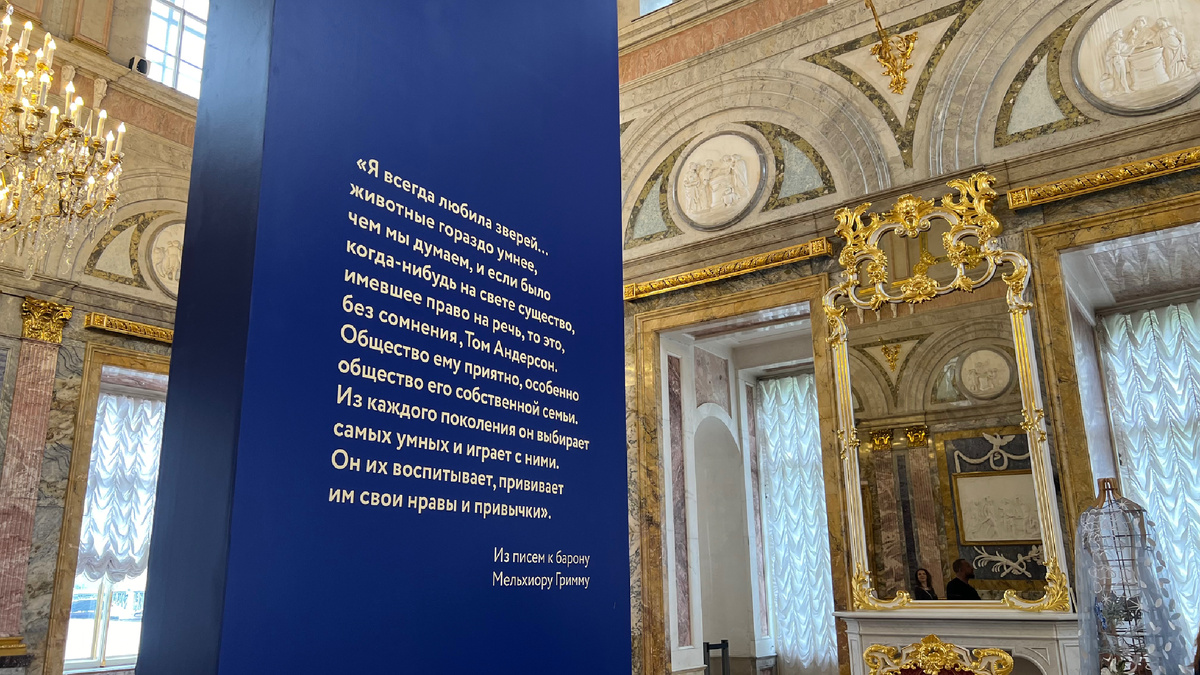 «Я всегда любила зверей...
животные гораздо умнее,
чем мы думаем, и если было
когда-нибудь на свете существо,
имевшее право на речь, то это,
без сомнения, Том Андерсон.
Общество ему приятно, особенно
общество его собственной семьи.
Из каждого поколения он выбирает
самых умных и играет с ними.
Он их воспитывает, прививает
им свои нравы и привычки».
Из писем к барону
Мельхиору Гримму